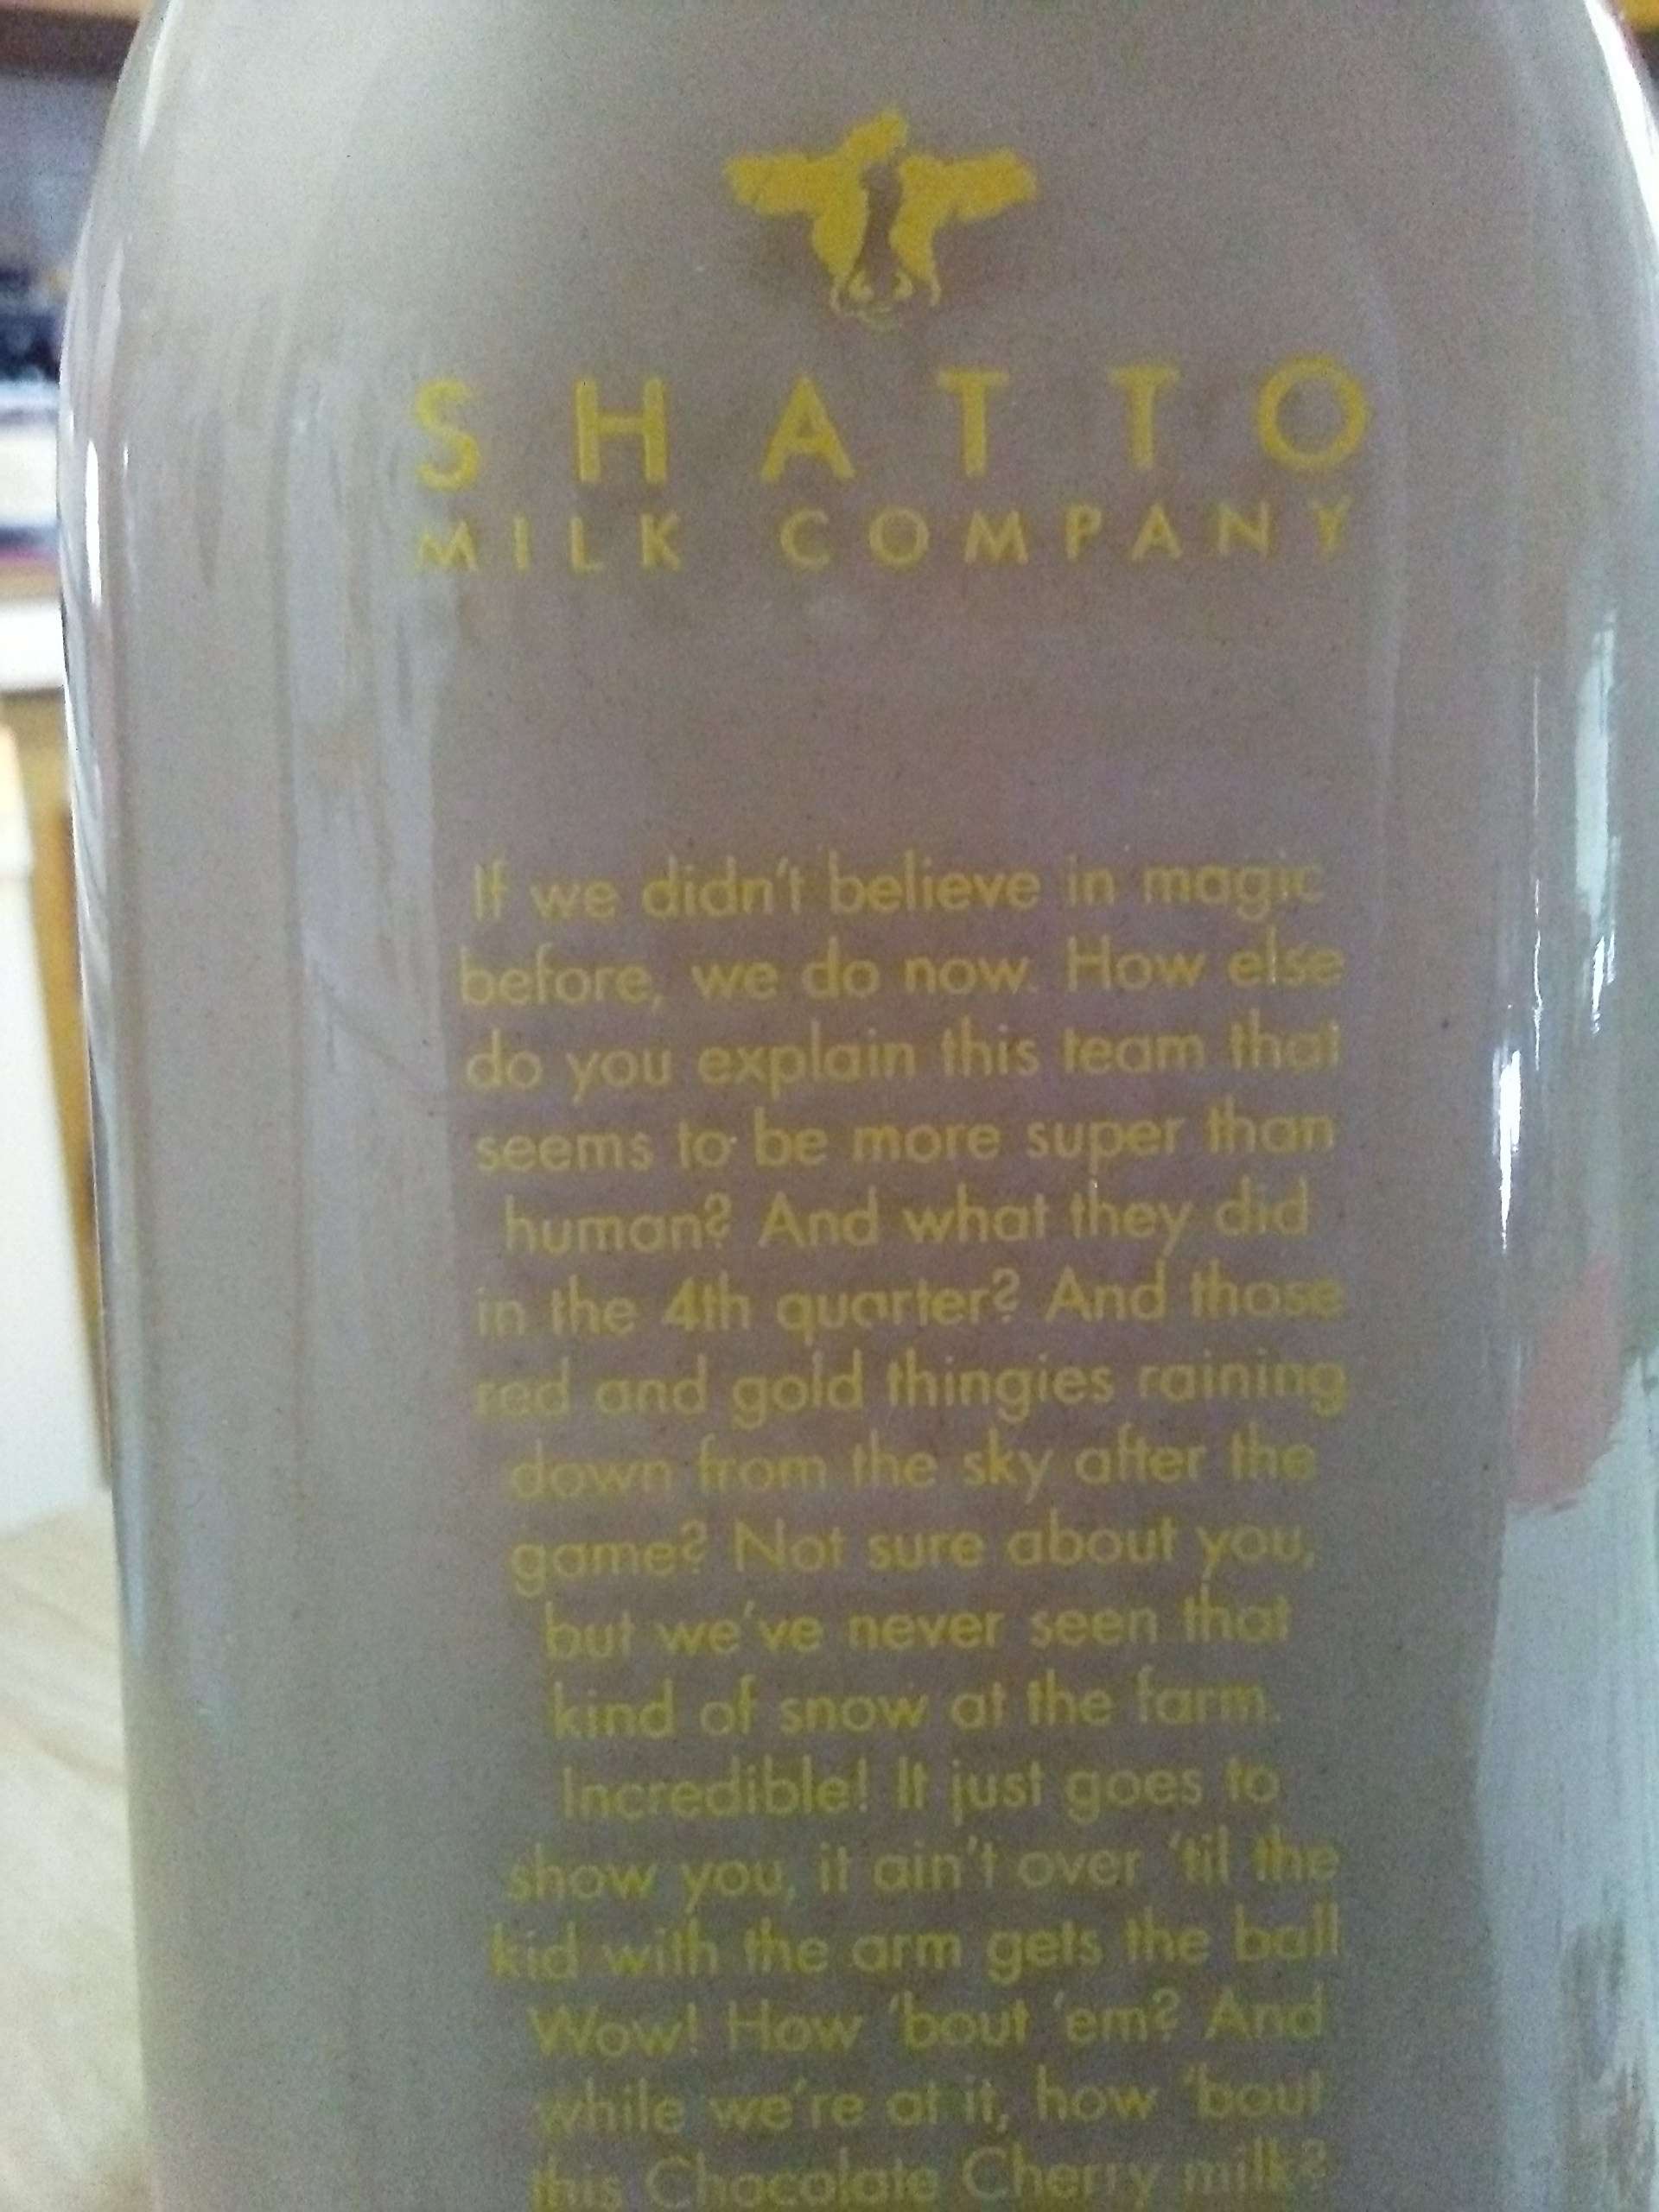 SHATTO
MILK COMPANY
If we didn't believe in magic
before, we do now. How else
do you explain this team that
seems to be more super than
human? And what they did
in the 4th quarter? And those
red and gold thingies raining
down from the sky after the
game? Not sure about you,
but we've never seen that
kind of snow at the farm.
Incredible! It just goes to
show you, it ain't over 'til the
kid with the arm gets the ball
Wow! How 'bout 'em? And
while we're at it, how 'bout
this Chocolate Cherry milk?